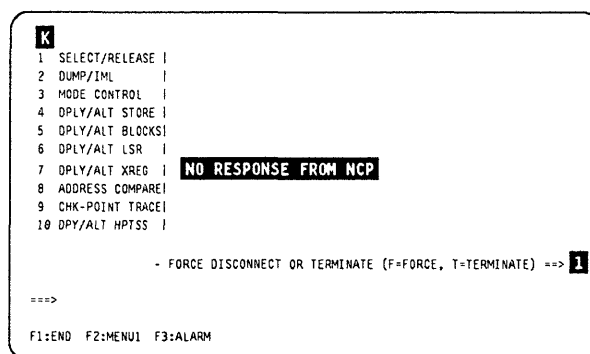 K
1 SELECT/RELEASE |
2 DUMP/IML |
3 MODE CONTROL |
4 DPLY/ALT STORE |
5 DPLY/ALT BLOCKS|
6 DPLY/ALT LSR |
7 DPLY/ALT XREG | NO RESPONSE FROM NCP
8 ADDRESS COMPARE|
9 CHK-POINT TRACE|
10 DPY/ALT HPTSS |
- FORCE DISCONNECT OR TERMINATE (F=FORCE, T=TERMINATE) ==> 1
===>
F1:END F2:MENU1 F3:ALARM